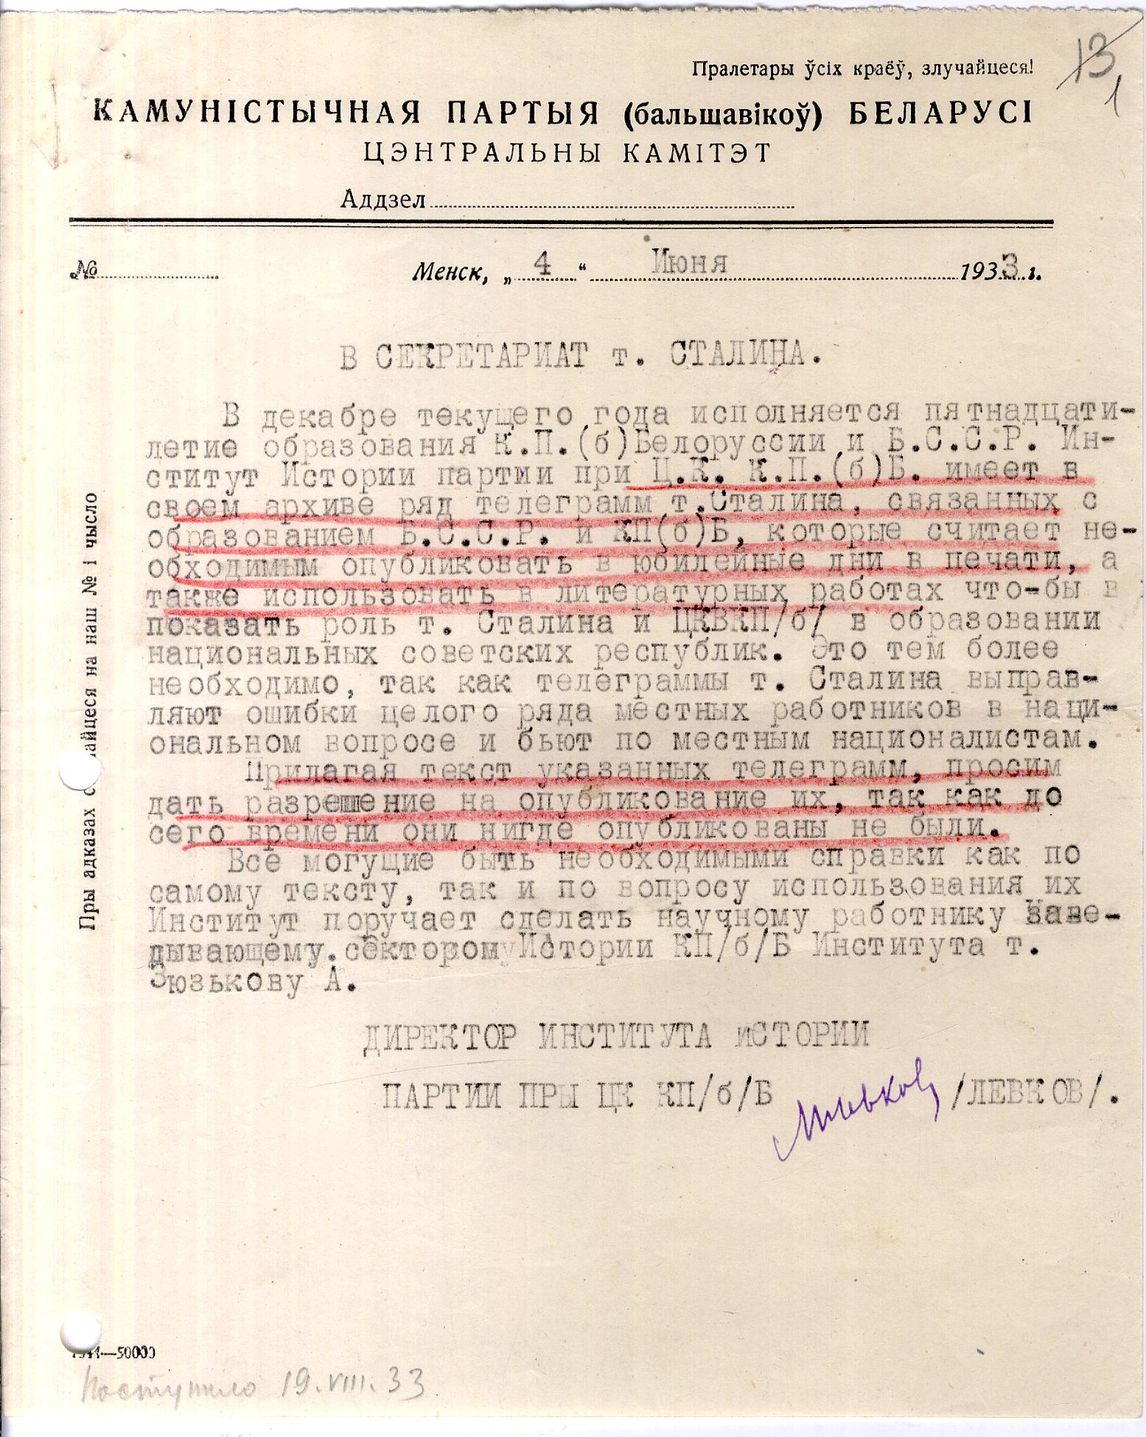 13
1
Пралетары ўсіх краёў, злучайцеся!
КАМУНІСТЫЧНАЯ ПАРТЫЯ (бальшавікоў) БЕЛАРУСІ
ЦЭНТРАЛЬНЫ КАМІТЭТ
Аддзел
№ Менск, „ 4 “ Июня 1933 г.
В СЕКРЕТАРИАТ т. СТАЛИНА.
В декабре текущего года исполняется пятнадцати-
летие образования К.П.(б)Белоруссии и Б.С.С.Р. Ин-
ститут Истории партии при Ц.К. К.П.(б)Б. имеет в
своем архиве ряд телеграмм т.Сталина, связанных с
образованием Б.С.С.Р. и КП(б)Б, которые считает не-
обходимым опубликовать в юбилейные дни в печати, а
также использовать в литературных работах что-бы в
показать роль т. Сталина и ЦКВКП/б/ в образовании
национальных советских республик. Это тем более
необходимо, так как телеграммы т. Сталина выправ-
ляют ошибки целого ряда местных работников в наци-
ональном вопросе и бьют по местным националистам.
Прилагая текст указанных телеграмм, просим
дать разрешение на опубликование их, так как до
сего времени они нигде опубликованы не были.
Все могущие быть необходимыми справки как по
самому тексту, так и по вопросу использования их
Институт поручает сделать научному работнику заве-
дывающему.сектором Истории КП/б/Б Института т.
Зюзькову А.
ДИРЕКТОР ИНСТИТУТА иСТОРИИ
ПАРТИИ ПРЫ ЦК КП/б/Б Млевков /ЛЕВКОВ/.
Пры адказах с лайцеся на наш № і чысло
1944—50000
Поступило 19.VIII.33.